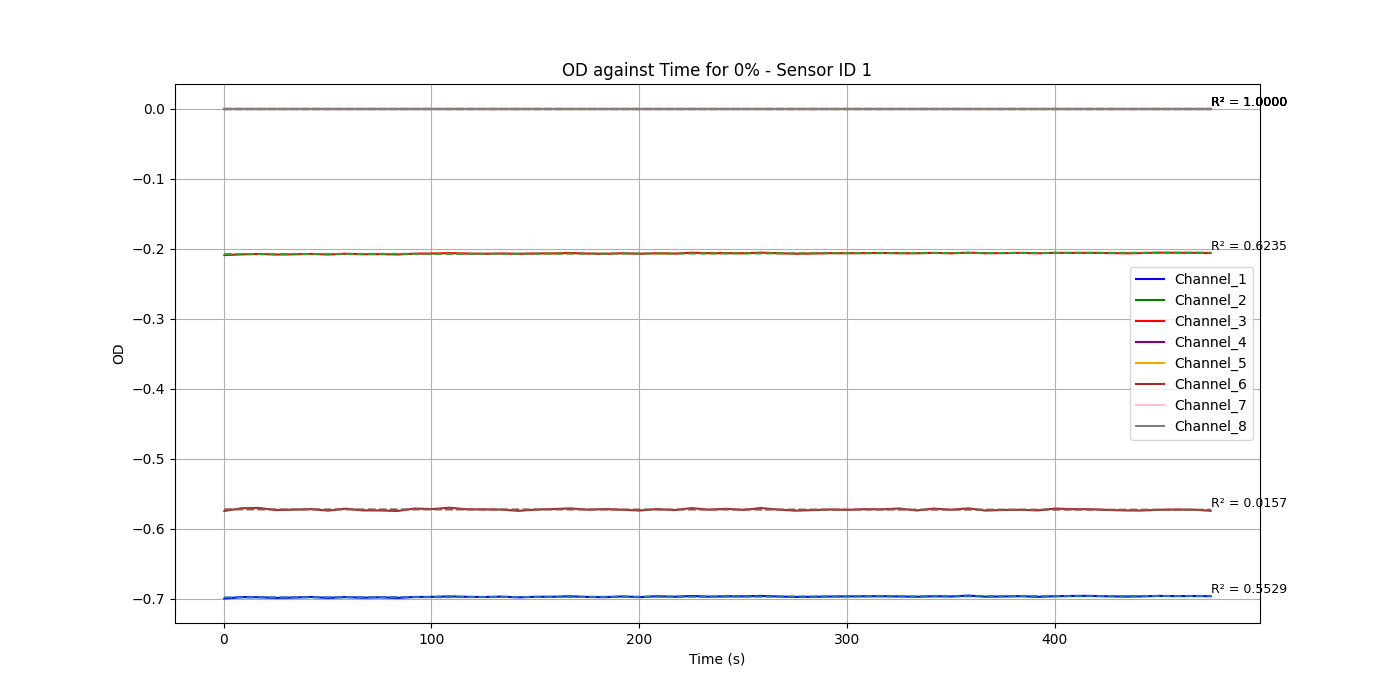 OD against Time for 0% - Sensor ID 1
OD
0.0
−0.1
−0.2
−0.3
−0.4
−0.5
−0.6
−0.7
R² = 1.0000
R² = 0.6235
R² = 0.0157
R² = 0.5529
Channel_1
Channel_2
Channel_3
Channel_4
Channel_5
Channel_6
Channel_7
Channel_8
0
100
200
300
400
Time (s)